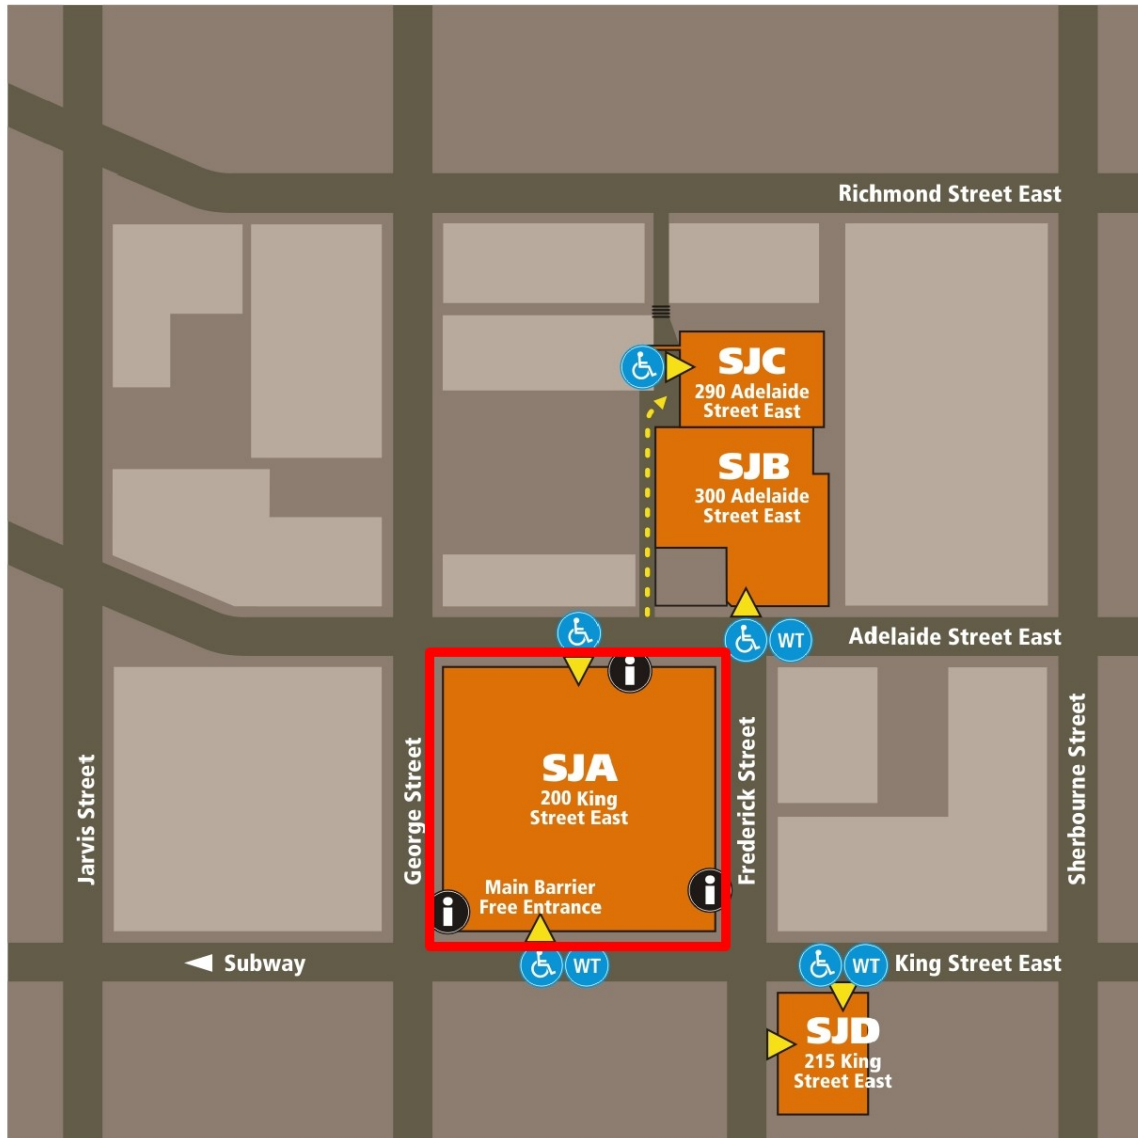 Richmond Street East
SJC
290 Adelaide
Street East
SJB
300 Adelaide
Street East
WT
Adelaide Street East
i
SJA
200 King
Street East
Jarvis Street
George Street
Frederick Street
Sherbourne Street
Main Barrier
Free Entrance
i
i
Subway
WT
WT
King Street East
SJD
215 King
Street East